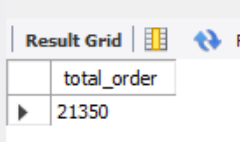 Result Grid
total_order
21350